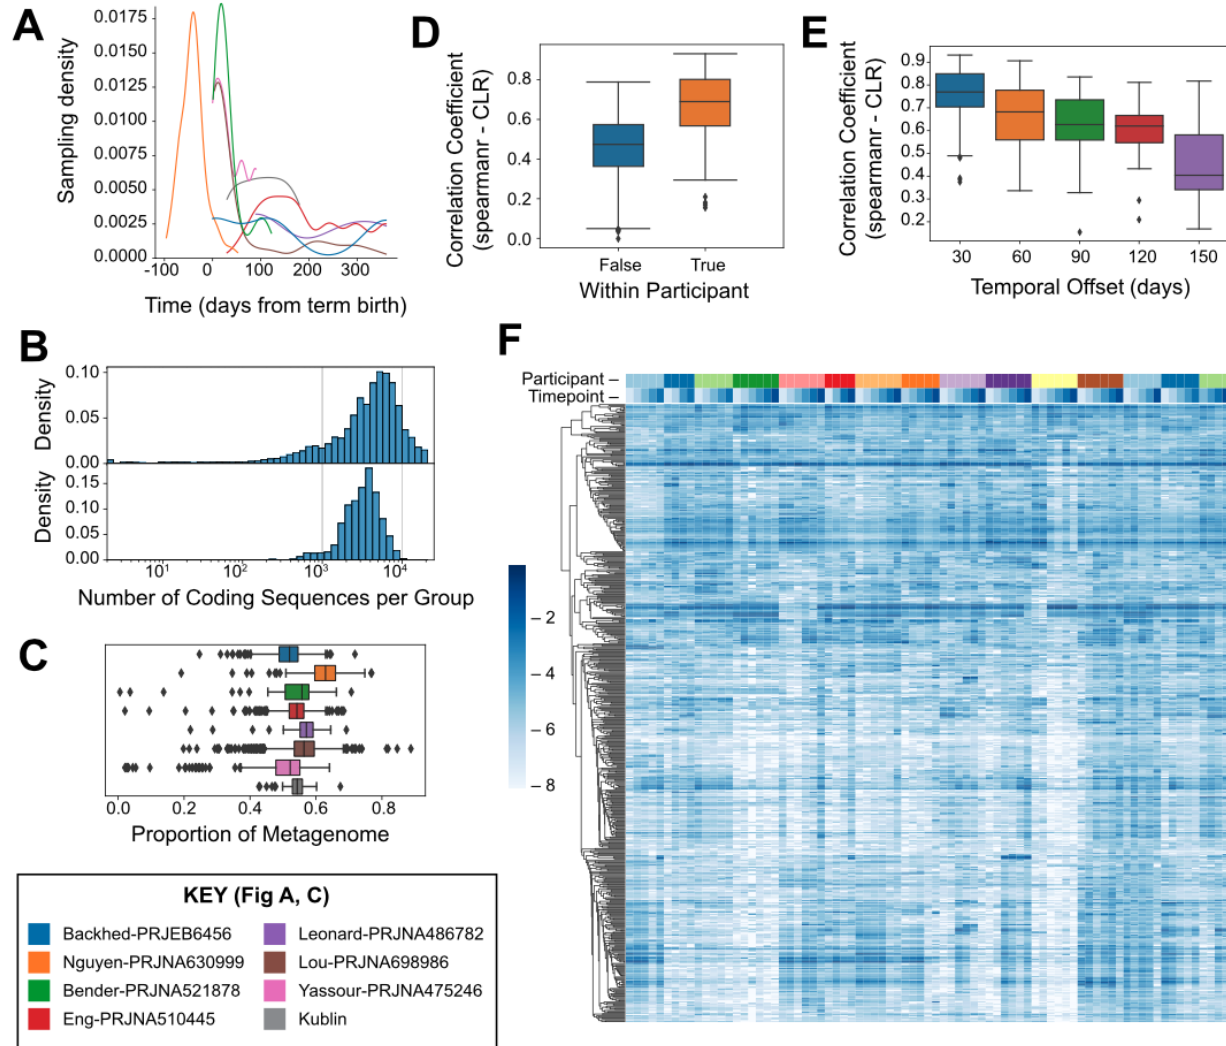 A
Sampling density
0.0175
0.0150
0.0125
0.0100
0.0075
0.0050
0.0025
0.0000
-100 0 100 200 300
Time (days from term birth)
D
Correlation Coefficient
(spearmanr - CLR)
0.8
0.6
0.4
0.2
0.0
False True
Within Participant
E
Correlation Coefficient
(spearmanr - CLR)
0.9
0.8
0.7
0.6
0.5
0.4
0.3
0.2
30 60 90 120 150
Temporal Offset (days)
B
Density
0.10
0.05
0.00
Density
0.15
0.10
0.05
0.00
10¹ 10² 10³ 10⁴
Number of Coding Sequences per Group
C
0.0 0.2 0.4 0.6 0.8
Proportion of Metagenome
KEY (Fig A, C)
Backhed-PRJEB6456
Nguyen-PRJNA630999
Bender-PRJNA521878
Eng-PRJNA510445
Leonard-PRJNA486782
Lou-PRJNA698986
Yassour-PRJNA475246
Kublin
F
Participant –
Timepoint –
– 2
– 4
– 6
– 8